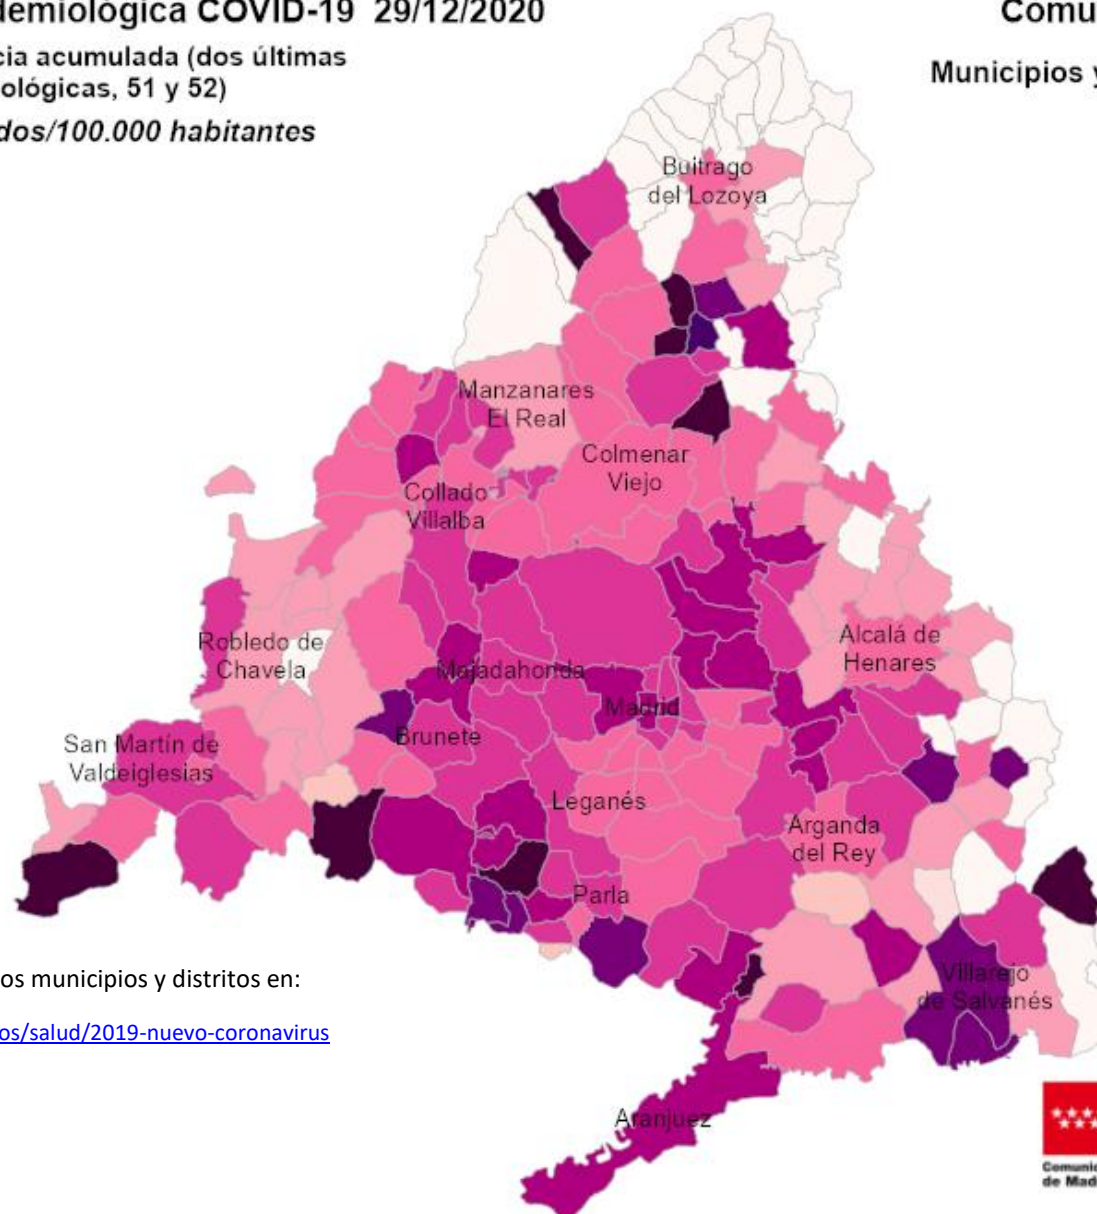 demiológica COVID-19 29/12/2020
Comu
cia acumulada (dos últimas
ológicas, 51 y 52)
Municipios y
dos/100.000 habitantes
Buitrago
del Lozoya
Manzanares
El Real
Colmenar
Viejo
Collado
Villalba
Robledo de
Chavela
Alcalá de
Henares
Majadahonda
Madrid
Brunete
San Martín de
Valdeiglesias
Leganés
Arganda
del Rey
Parla
Villarejo
de Salvanés
os municipios y distritos en:
os/salud/2019-nuevo-coronavirus
Aranjuez
Comunid
de Mad